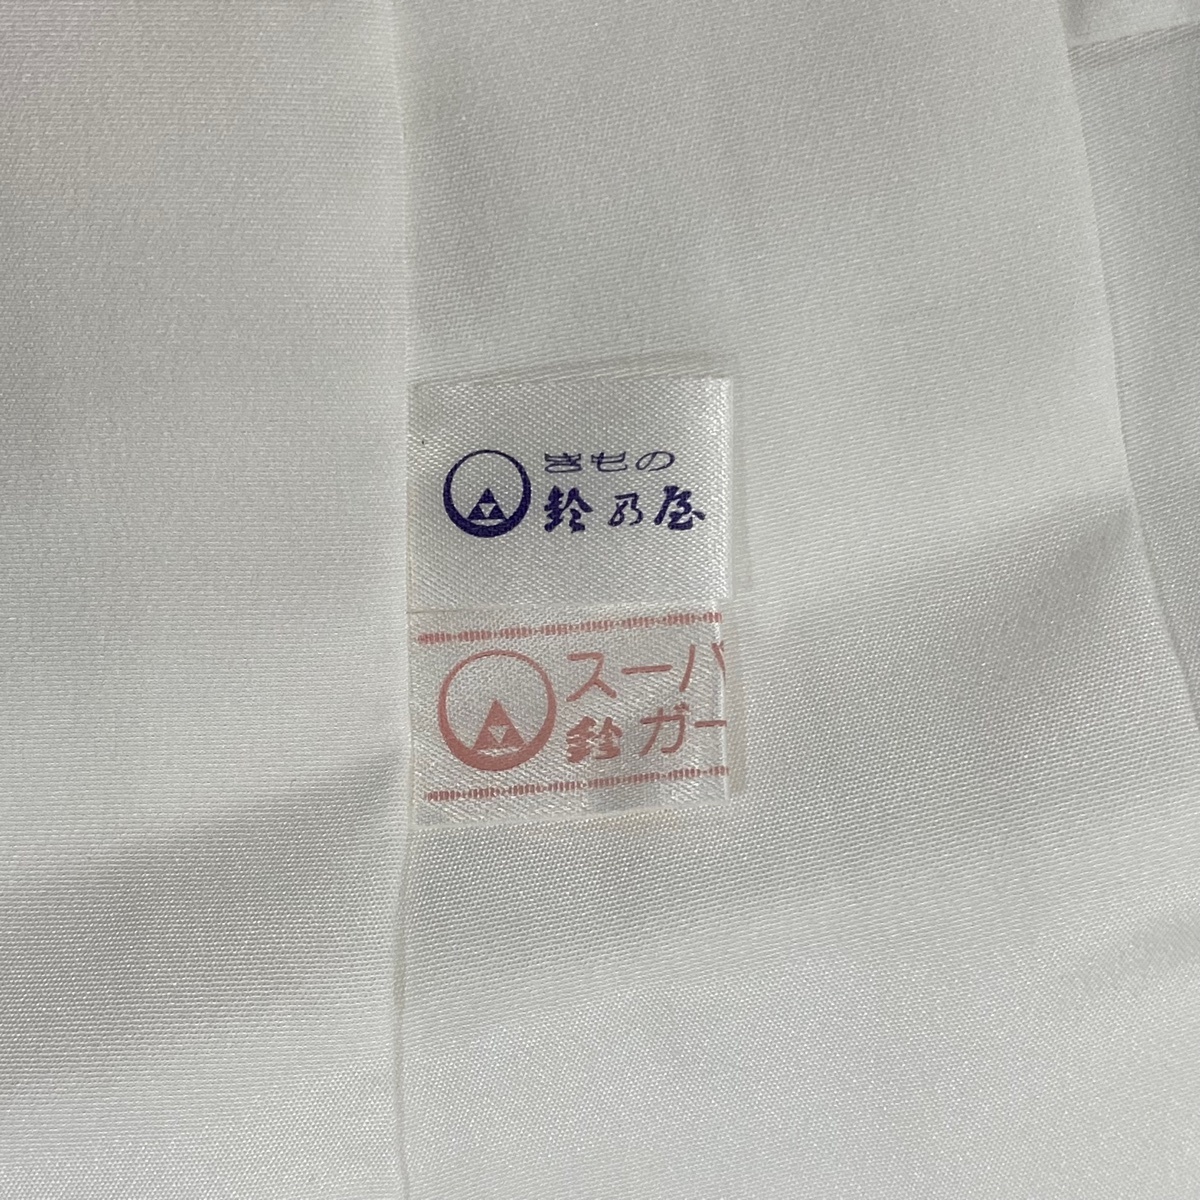 きもの
鈴乃屋
スーパ
鈴ガー